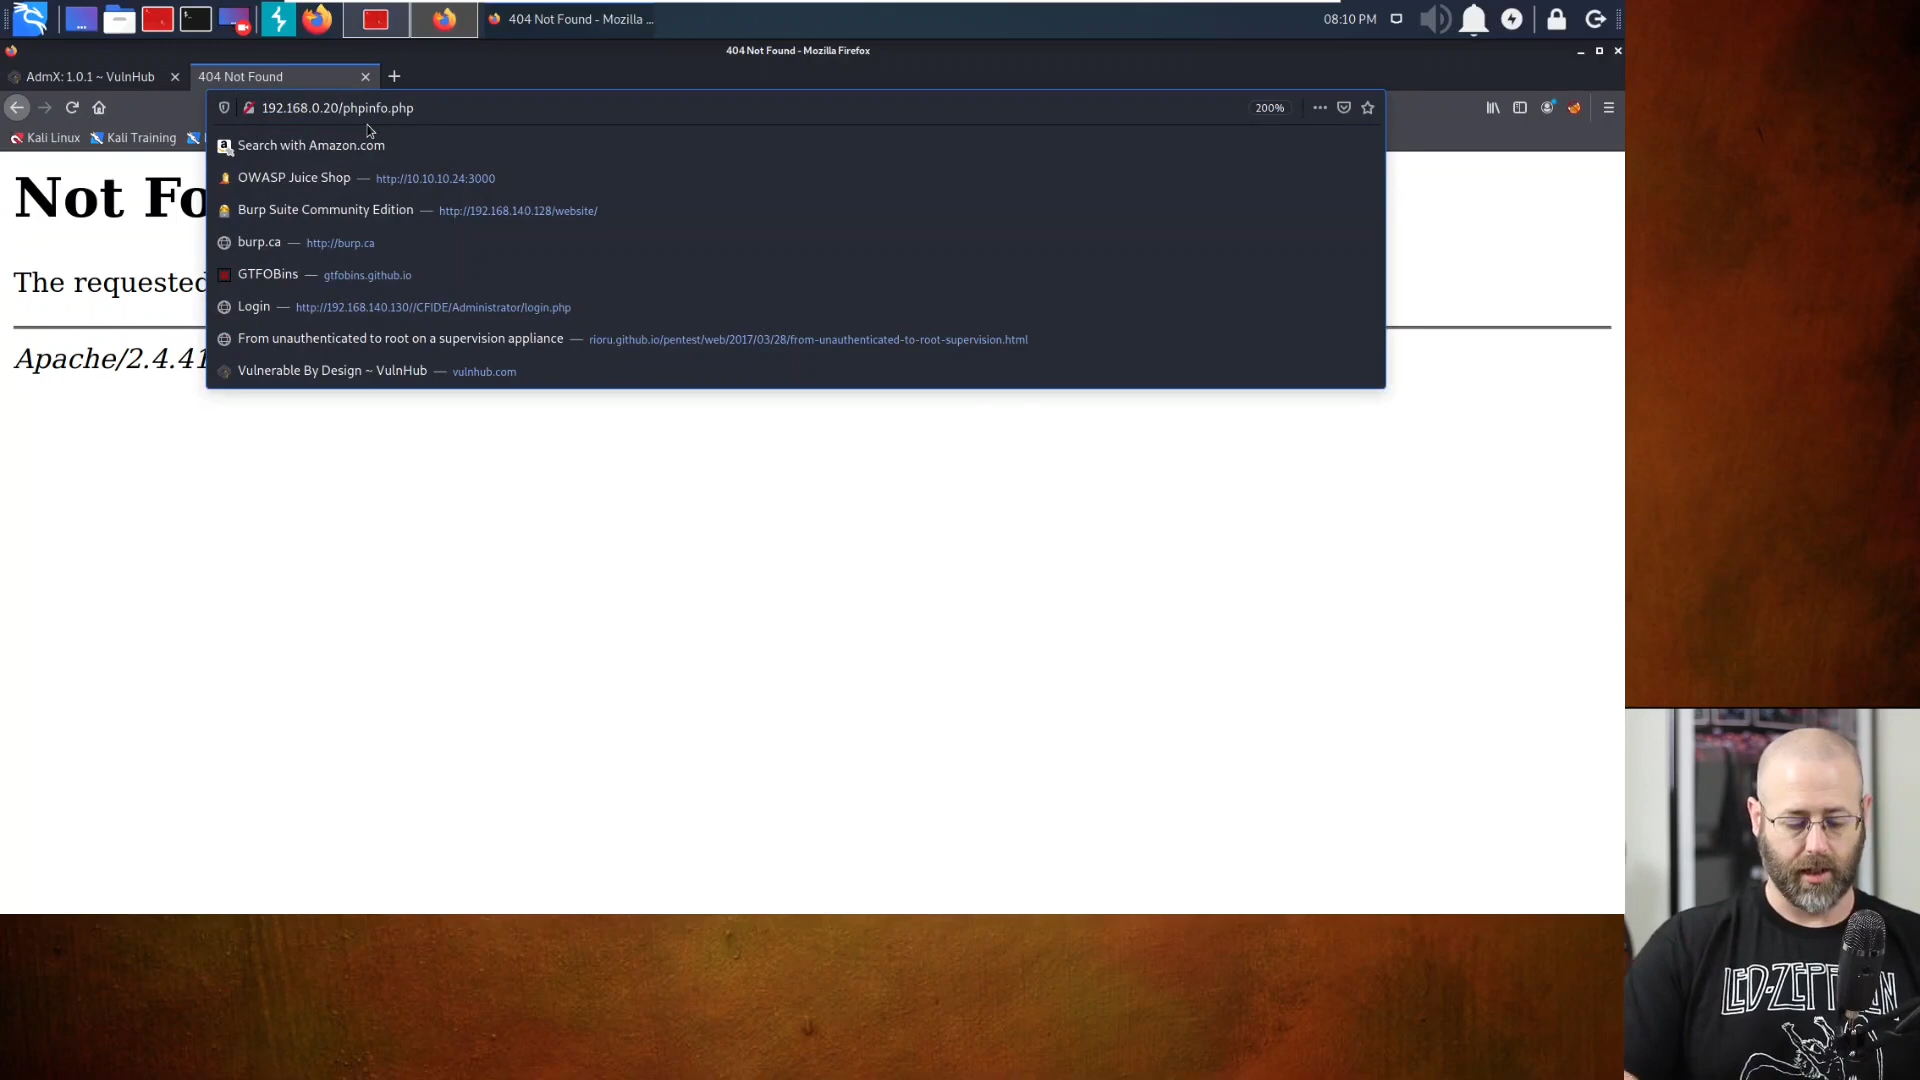 404 Not Found - Mozilla ...
08:10 PM
404 Not Found - Mozilla Firefox
AdmX: 1.0.1 ~ VulnHub
404 Not Found
192.168.0.20/phpinfo.php
200%
Kali Linux
Kali Training
Search with Amazon.com
OWASP Juice Shop — http://10.10.10.24:3000
Burp Suite Community Edition — http://192.168.140.128/website/
burp.ca — http://burp.ca
GTFOBins — gtfobins.github.io
Login — http://192.168.140.130//CFIDE/Administrator/login.php
From unauthenticated to root on a supervision appliance — rioru.github.io/pentest/web/2017/03/28/from-unauthenticated-to-root-supervision.html
Vulnerable By Design ~ VulnHub — vulnhub.com
Not Fo
The requested
Apache/2.4.41
LED-ZEPPELIN